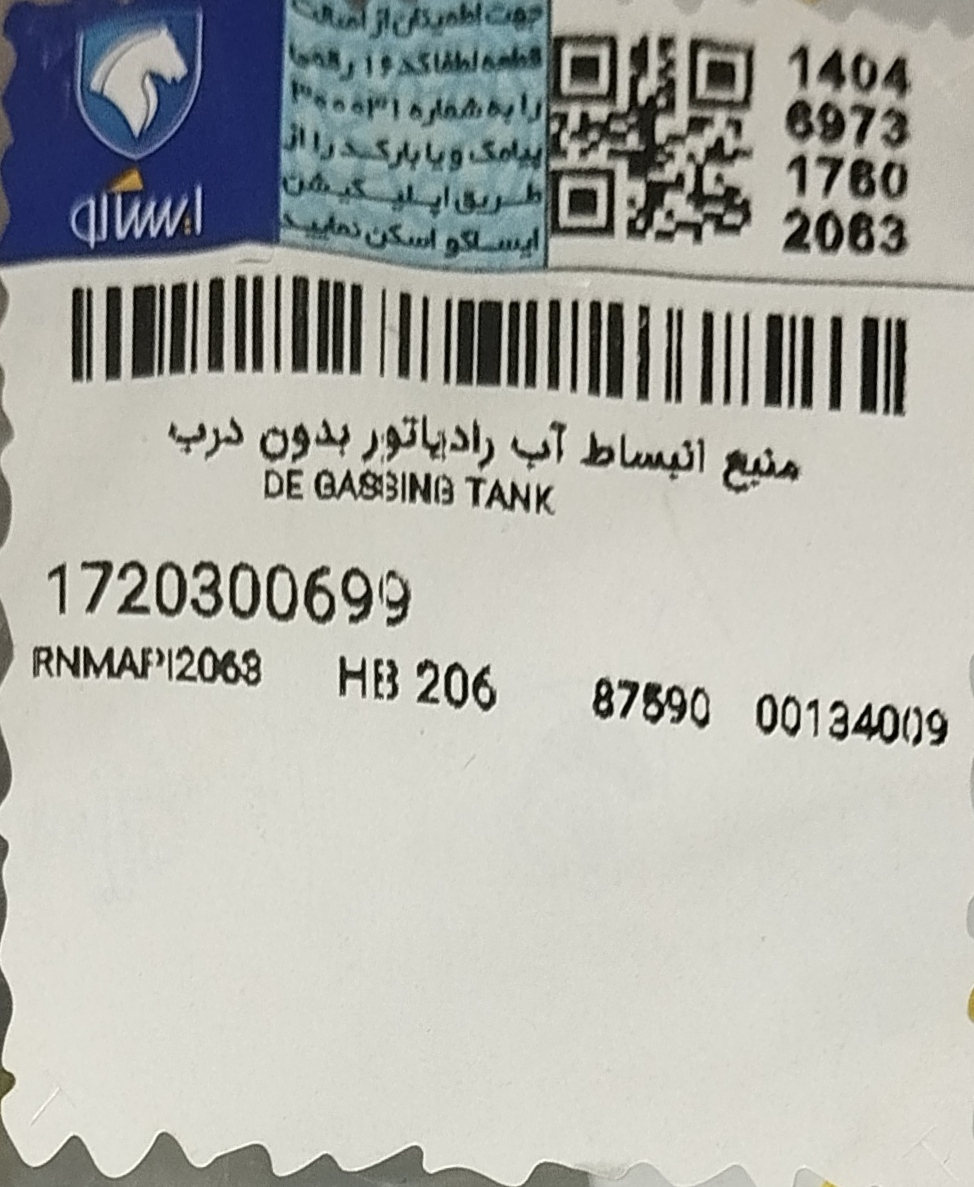 ایساکو
جهت اطمینان از اصالت
قطعه لطفا کد ۱۶ رقمی
را به شماره ۳۰۰۰۳۱
پیامک و یا بارکد را از
طریق اپلیکیشن
ایساکو اسکن نمایید
1404
6973
1760
2063
منبع انبساط آب رادیاتور بدون درب
DE GASSING TANK
1720300699
RNMAPI2063 HB 206 87590 00134009